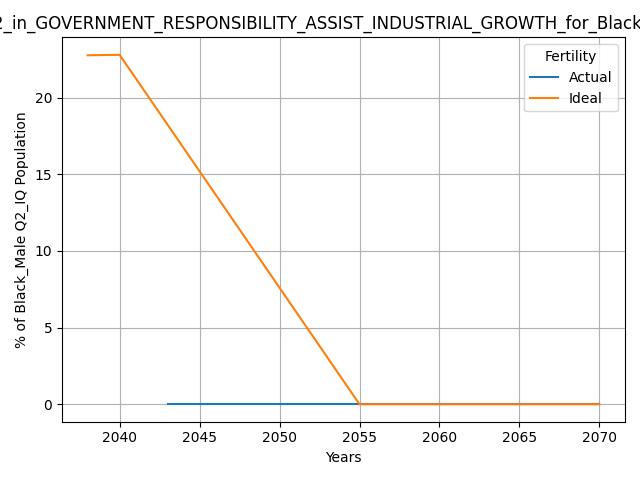 2_in_GOVERNMENT_RESPONSIBILITY_ASSIST_INDUSTRIAL_GROWTH_for_Black
Fertility
Actual
Ideal
% of Black_Male Q2_IQ Population
20
15
10
5
0
2040 2045 2050 2055 2060 2065 2070
Years